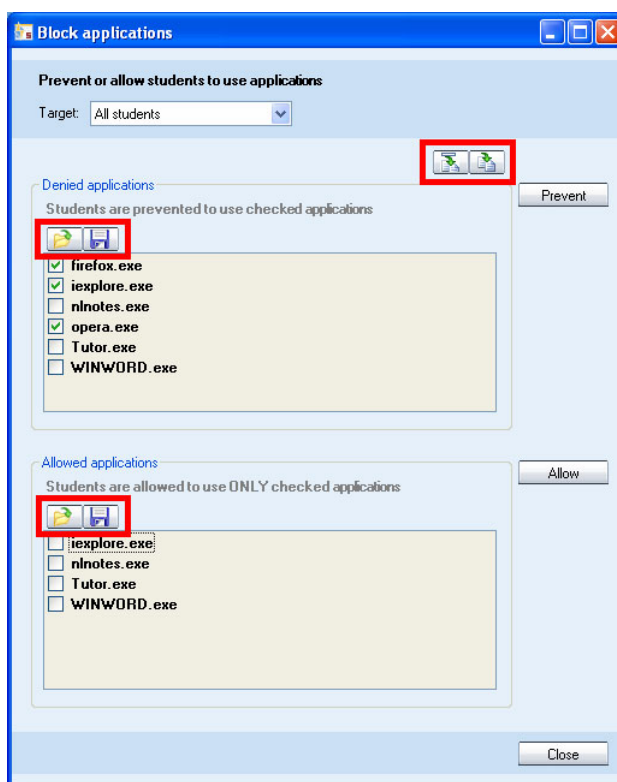 Block applications
Prevent or allow students to use applications
Target: All students
Denied applications
Prevent
Students are prevented to use checked applications
firefox.exe
iexplore.exe
nlnotes.exe
opera.exe
Tutor.exe
WINWORD.exe
Allowed applications
Allow
Students are allowed to use ONLY checked applications
iexplore.exe
nlnotes.exe
Tutor.exe
WINWORD.exe
Close